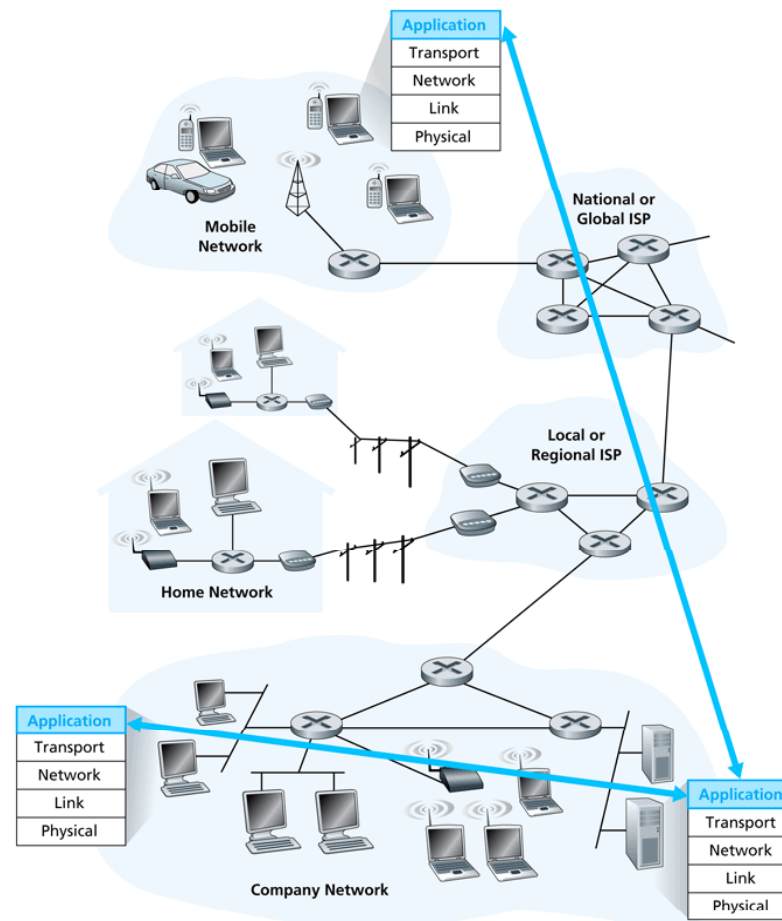 Application
Transport
Network
Link
Physical
National or
Global ISP
Mobile
Network
Local or
Regional ISP
Home Network
Application
Transport
Network
Link
Physical
Application
Transport
Network
Link
Physical
Company Network